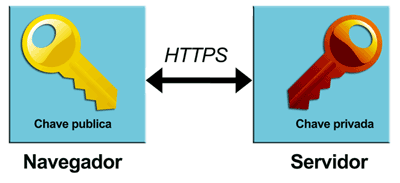 HTTPS
Chave publica
Chave privada
Navegador
Servidor